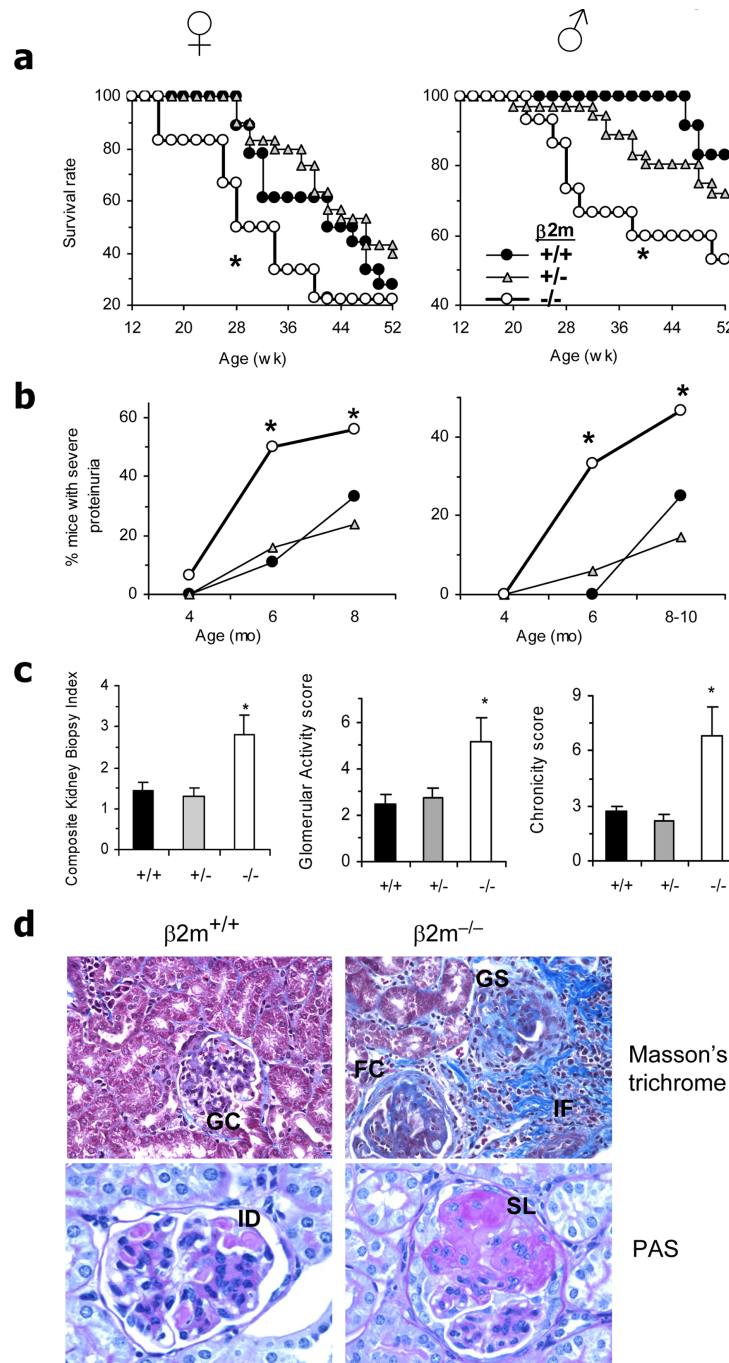 ♀ ♂
a
100
80
60
40
20
Survival rate
12 20 28 36 44 52
Age (wk)
*
100
80
60
40
12 20 28 36 44 52
Age (wk)
β2m
+/+
+/-
-/-
*
b
60
40
20
0
% mice with severe
proteinuria
4 6 8
Age (mo)
* *
40
20
0
4 6 8-10
Age (mo)
* *
c
4
3
2
1
0
Composite Kidney Biopsy Index
+/+ +/- -/-
*
6
4
2
0
Glomerular Activity score
+/+ +/- -/-
*
9
6
3
0
Chronicity score
+/+ +/- -/-
*
d
β2m+/+ β2m–/–
GC
GS
FC
IF
Masson's
trichrome
ID
SL
PAS